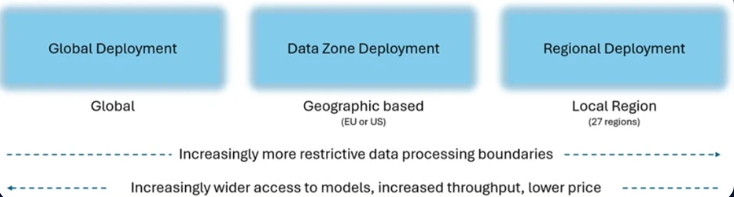 Global Deployment
Data Zone Deployment
Regional Deployment
Global
Geographic based
(EU or US)
Local Region
(27 regions)
Increasingly more restrictive data processing boundaries
Increasingly wider access to models, increased throughput, lower price